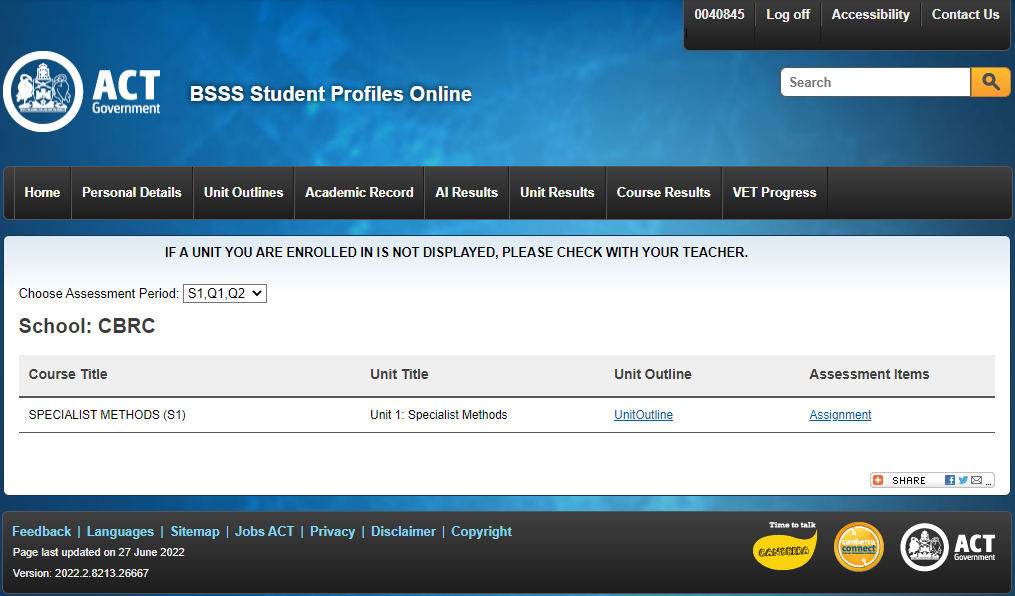 0040845 Log off Accessibility Contact Us
ACT
Government
BSSS Student Profiles Online
Search
Home Personal Details Unit Outlines Academic Record AI Results Unit Results Course Results VET Progress
IF A UNIT YOU ARE ENROLLED IN IS NOT DISPLAYED, PLEASE CHECK WITH YOUR TEACHER.
Choose Assessment Period: S1,Q1,Q2
School: CBRC
Course Title Unit Title Unit Outline Assessment Items
SPECIALIST METHODS (S1) Unit 1: Specialist Methods UnitOutline Assignment
SHARE ...
Feedback | Languages | Sitemap | Jobs ACT | Privacy | Disclaimer | Copyright
Page last updated on 27 June 2022
Version: 2022.2.8213.26667
Time to talk
CANBERRA
canberra
connect
ACT
Government